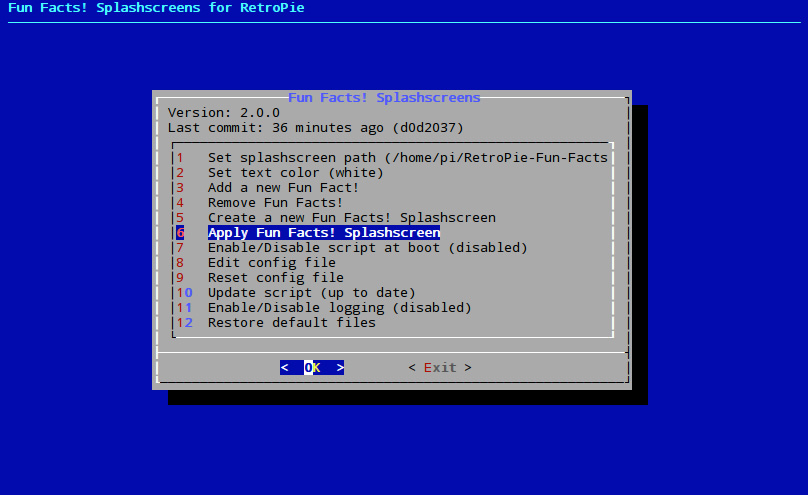 Fun Facts! Splashscreens for RetroPie
Fun Facts! Splashscreens
Version: 2.0.0
Last commit: 36 minutes ago (d0d2037)
1 Set splashscreen path (/home/pi/RetroPie-Fun-Facts
2 Set text color (white)
3 Add a new Fun Fact!
4 Remove Fun Facts!
5 Create a new Fun Facts! Splashscreen
6 Apply Fun Facts! Splashscreen
7 Enable/Disable script at boot (disabled)
8 Edit config file
9 Reset config file
10 Update script (up to date)
11 Enable/Disable logging (disabled)
12 Restore default files
< OK > < Exit >